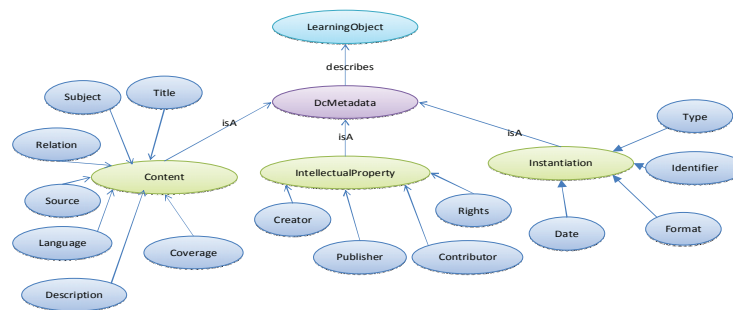 LearningObject
describes
DcMetadata
Title
Subject
Type
isA
isA
isA
Relation
Content
IntellectualProperty
Instantiation
Identifier
Source
Creator
Rights
Language
Coverage
Publisher
Contributor
Date
Format
Description